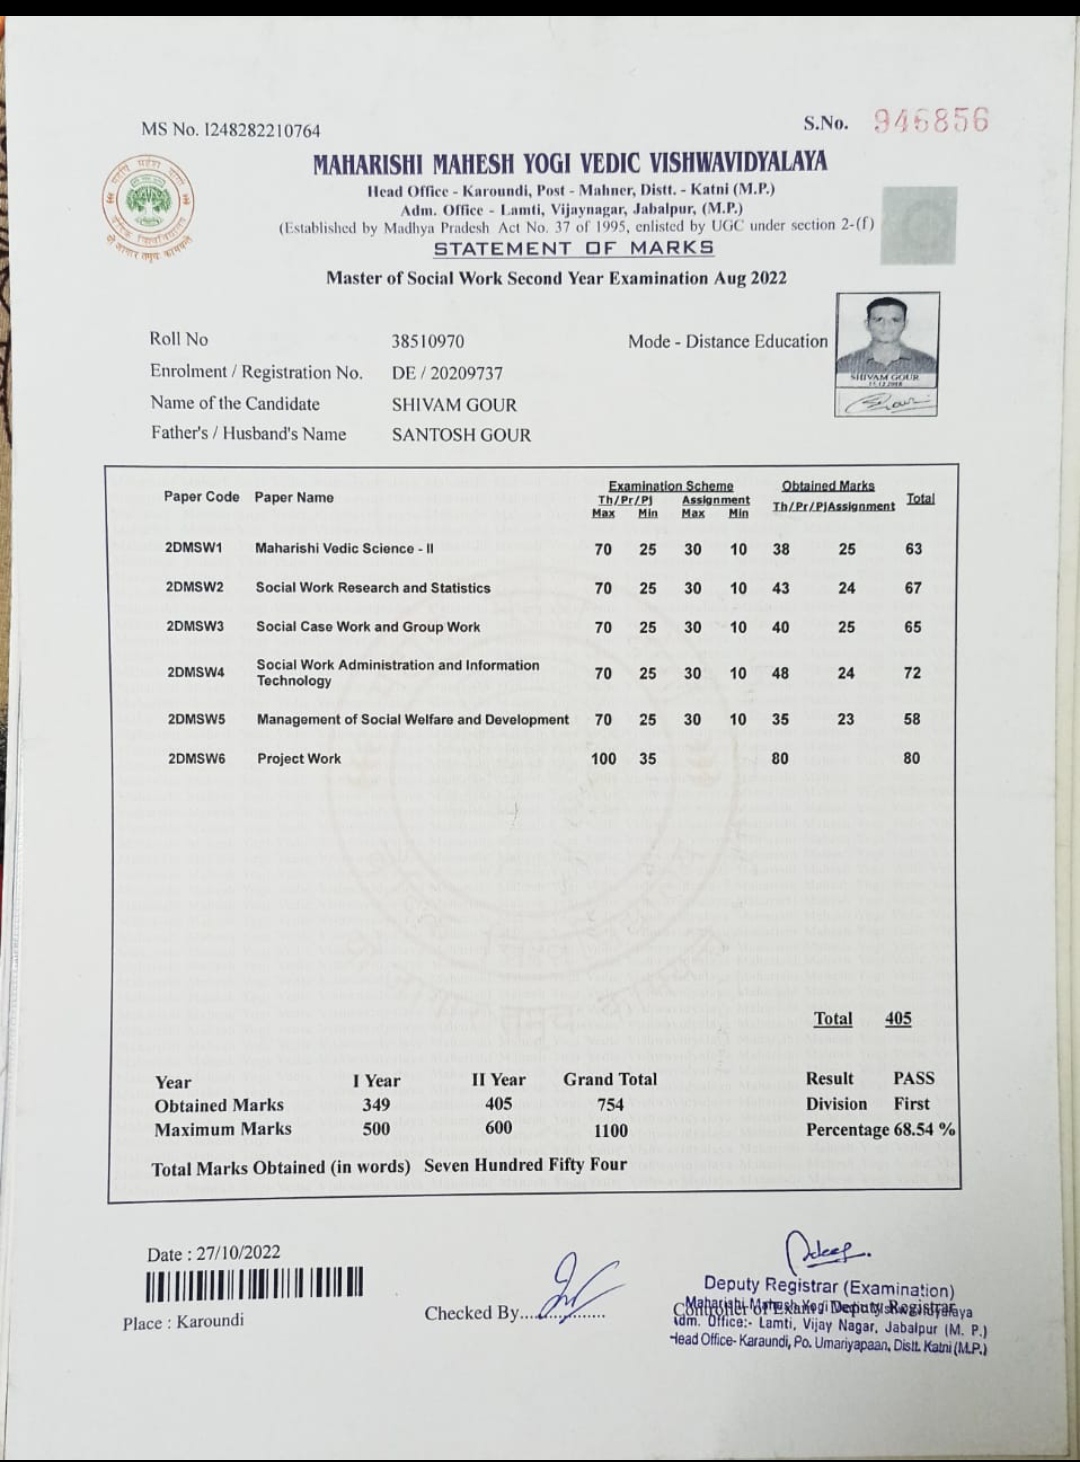 MS No. I248282210764
S.No. 946856
MAHARISHI MAHESH YOGI VEDIC VISHWAVIDYALAYA
Head Office - Karoundi, Post - Mahner, Distt. - Katni (M.P.)
Adm. Office - Lamti, Vijaynagar, Jabalpur, (M.P.)
(Established by Madhya Pradesh Act No. 37 of 1995, enlisted by UGC under section 2-(f)
STATEMENT OF MARKS
Master of Social Work Second Year Examination Aug 2022
Roll No 38510970 Mode - Distance Education
Enrolment / Registration No. DE / 20209737
Name of the Candidate SHIVAM GOUR
Father's / Husband's Name SANTOSH GOUR
SHIVAM GOUR
Examination Scheme Obtained Marks
Paper Code Paper Name Th/Pr/Pj Assignment Th/Pr/PjAssignment Total
Max Min Max Min
2DMSW1 Maharishi Vedic Science - II 70 25 30 10 38 25 63
2DMSW2 Social Work Research and Statistics 70 25 30 10 43 24 67
2DMSW3 Social Case Work and Group Work 70 25 30 10 40 25 65
2DMSW4 Social Work Administration and Information Technology 70 25 30 10 48 24 72
2DMSW5 Management of Social Welfare and Development 70 25 30 10 35 23 58
2DMSW6 Project Work 100 35 80 80
Total 405
Year I Year II Year Grand Total Result PASS
Obtained Marks 349 405 754 Division First
Maximum Marks 500 600 1100 Percentage 68.54 %
Total Marks Obtained (in words) Seven Hundred Fifty Four
Date : 27/10/2022
Place : Karoundi
Checked By................
Deputy Registrar (Examination)
Maharishi Mahesh Yogi Vedic Vishwavidyalaya
Controller of Exam / Deputy Registrar
Adm. Office:- Lamti, Vijay Nagar, Jabalpur (M. P.)
Head Office- Karaundi, Po. Umariyapaan, Distt. Katni (M.P.)